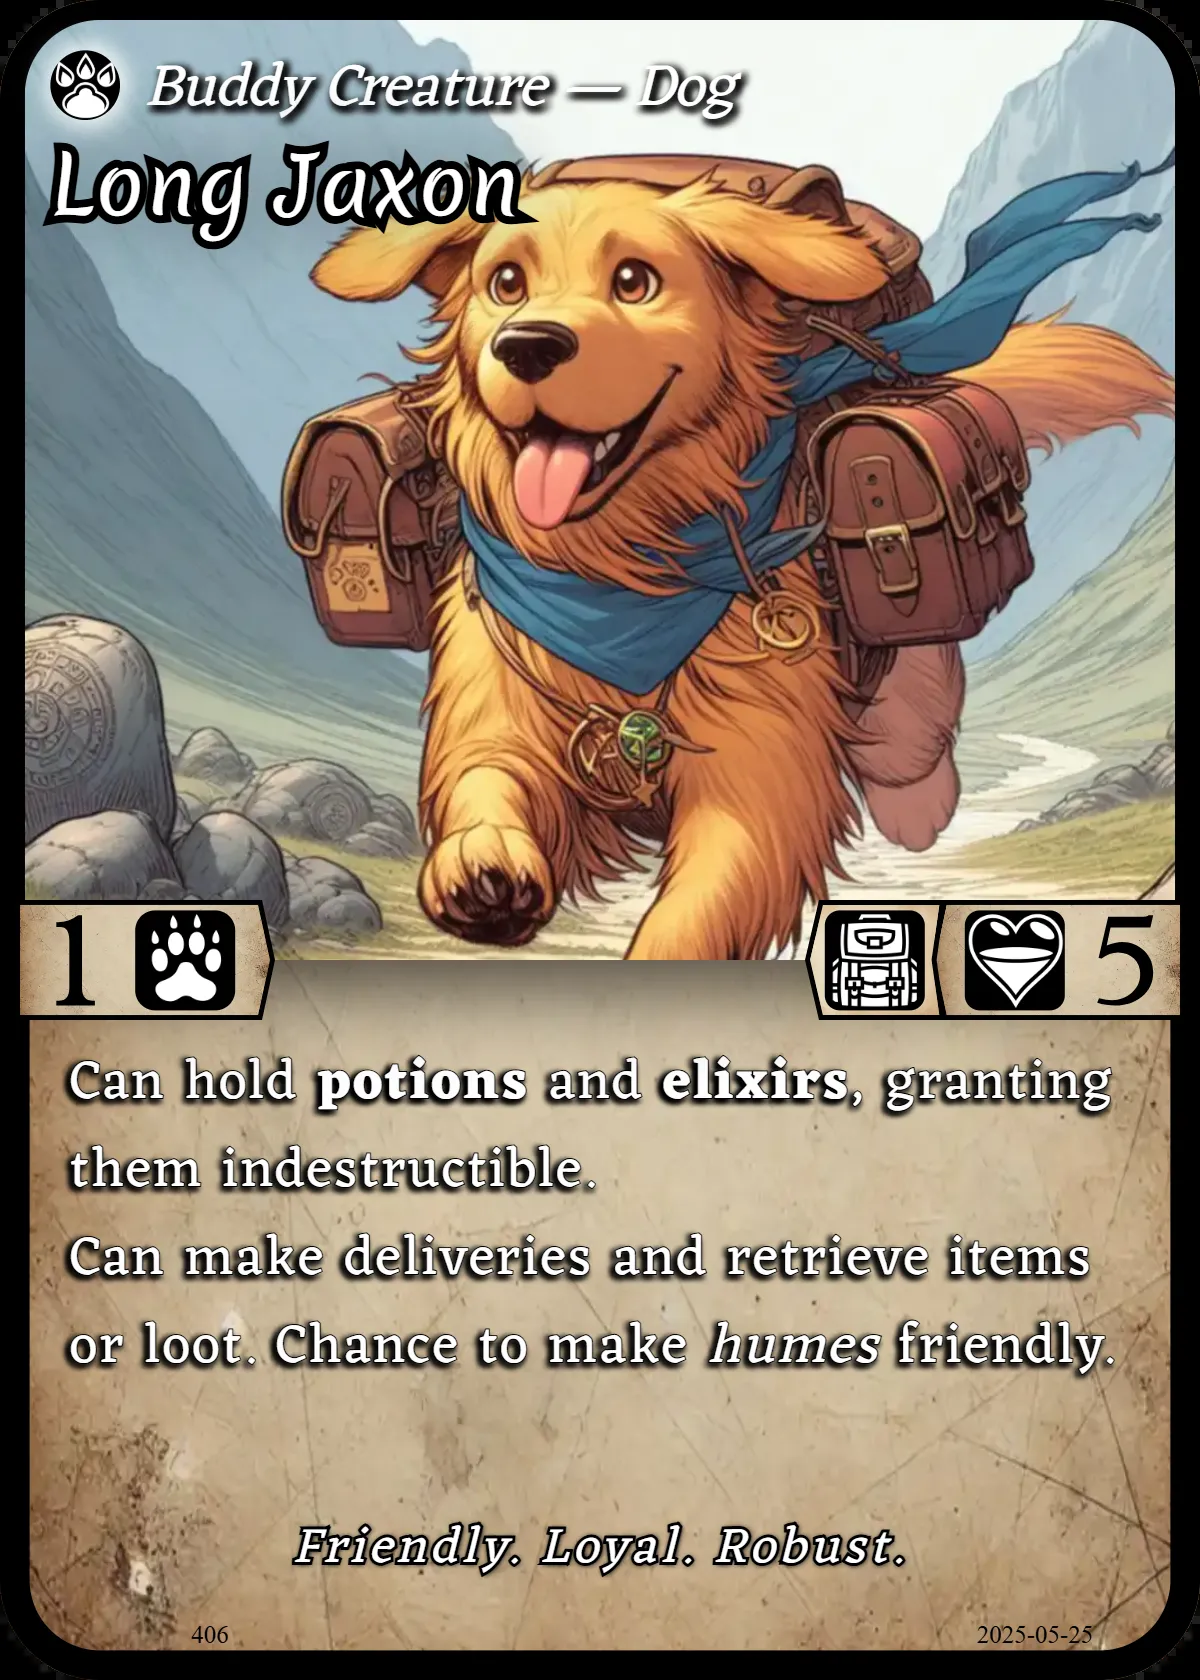 Buddy Creature — Dog
Long Jaxon
1
5
Can hold potions and elixirs, granting
them indestructible.
Can make deliveries and retrieve items
or loot. Chance to make humes friendly.
Friendly. Loyal. Robust.
406
2025-05-25